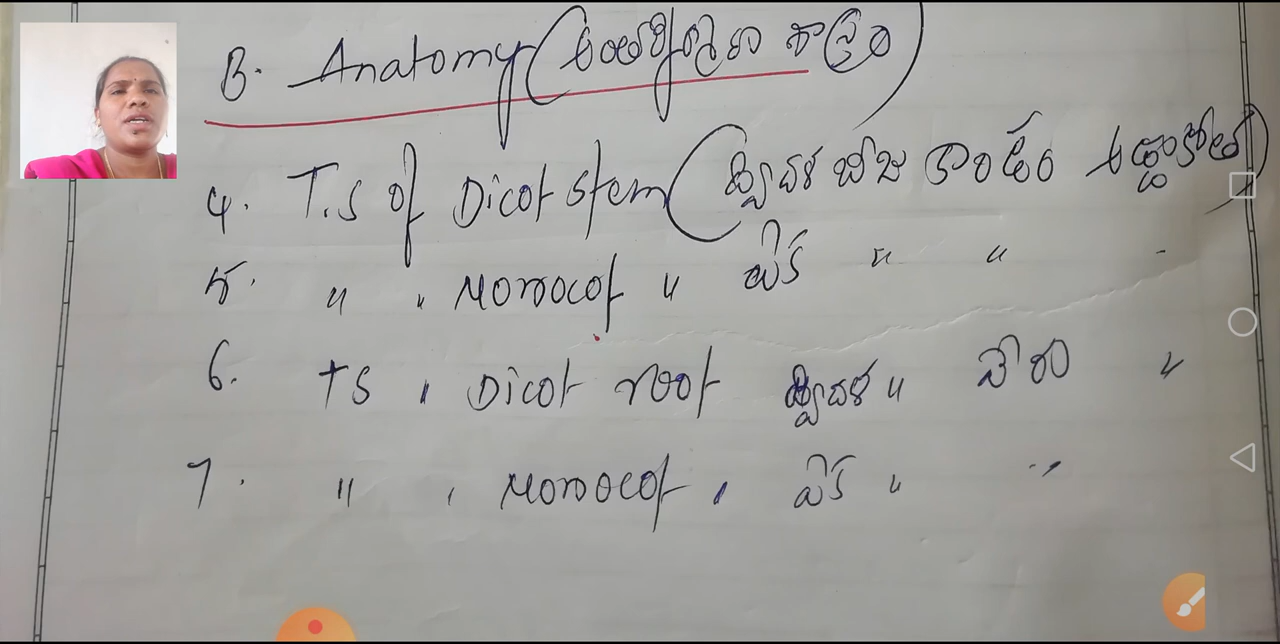 B. Anatomy (అంతర్నిర్మాణ శాస్త్రం)
4. T.S of Dicot stem (ద్విదళ బీజ కాండం అడ్డుకోత)
5. " " Monocot " ఏక " " "
6. TS " Dicot root ద్విదళ " వేరు "
7. " " Monocot " ఏక " "